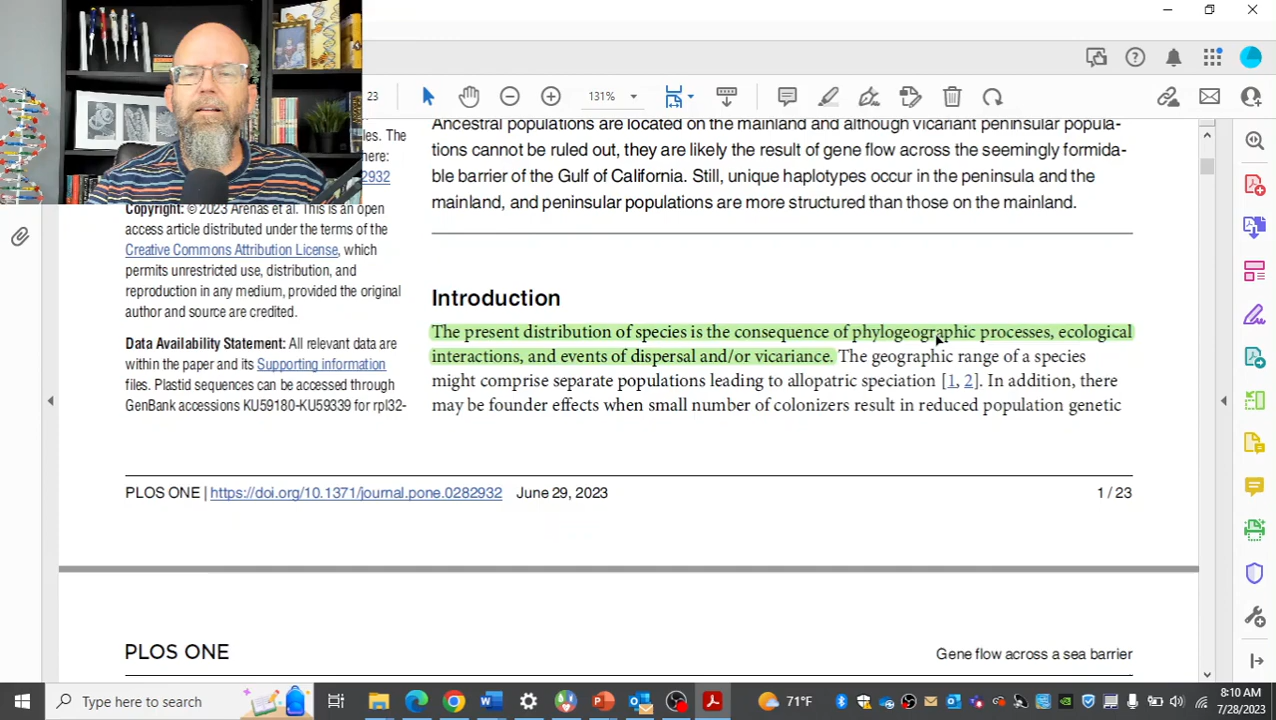 23
131%
les. The
here:
2932
Copyright: © 2023 Arenas et al. This is an open
access article distributed under the terms of the
Creative Commons Attribution License, which
permits unrestricted use, distribution, and
reproduction in any medium, provided the original
author and source are credited.
Data Availability Statement: All relevant data are
within the paper and its Supporting information
files. Plastid sequences can be accessed through
GenBank accessions KU59180-KU59339 for rpl32-
Ancestral populations are located on the mainland and although vicariant peninsular popula-
tions cannot be ruled out, they are likely the result of gene flow across the seemingly formida-
ble barrier of the Gulf of California. Still, unique haplotypes occur in the peninsula and the
mainland, and peninsular populations are more structured than those on the mainland.
Introduction
The present distribution of species is the consequence of phylogeographic processes, ecological
interactions, and events of dispersal and/or vicariance. The geographic range of a species
might comprise separate populations leading to allopatric speciation [1, 2]. In addition, there
may be founder effects when small number of colonizers result in reduced population genetic
PLOS ONE | https://doi.org/10.1371/journal.pone.0282932 June 29, 2023 1 / 23
PLOS ONE Gene flow across a sea barrier
Type here to search
71°F
8:10 AM
7/28/2023